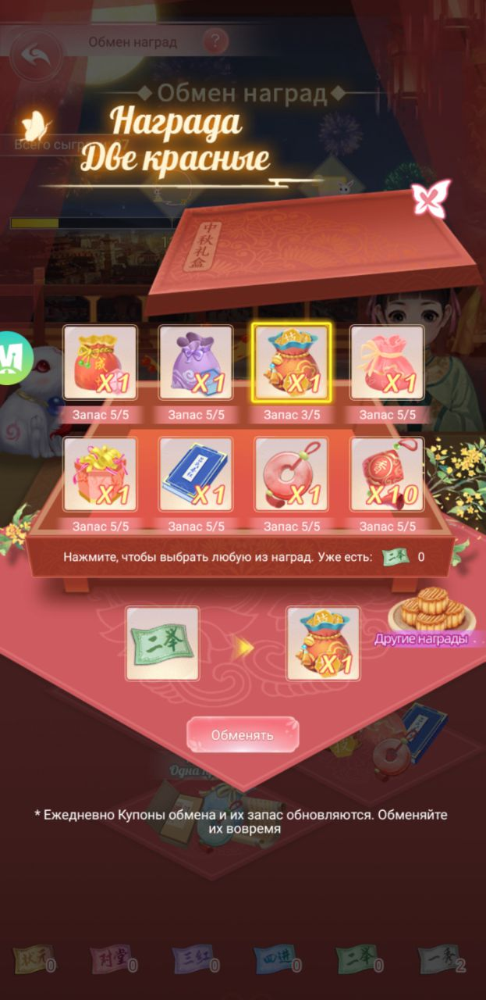 Обмен наград ?
Обмен наград
Награда
Всего сыгр
Две красные
中秋礼盒
X1 X1 X1 X1
Запас 5/5 Запас 5/5 Запас 3/5 Запас 5/5
X1 X1 X1 X10
Запас 5/5 Запас 5/5 Запас 5/5 Запас 5/5
Нажмите, чтобы выбрать любую из наград. Уже есть: 二举 0
二举 X1
Другие награды
Обменять
Одна
* Ежедневно Купоны обмена и их запас обновляются. Обменяйте
их вовремя
状元 0 对堂 0 三红 0 四进 0 二举 0 一秀 2